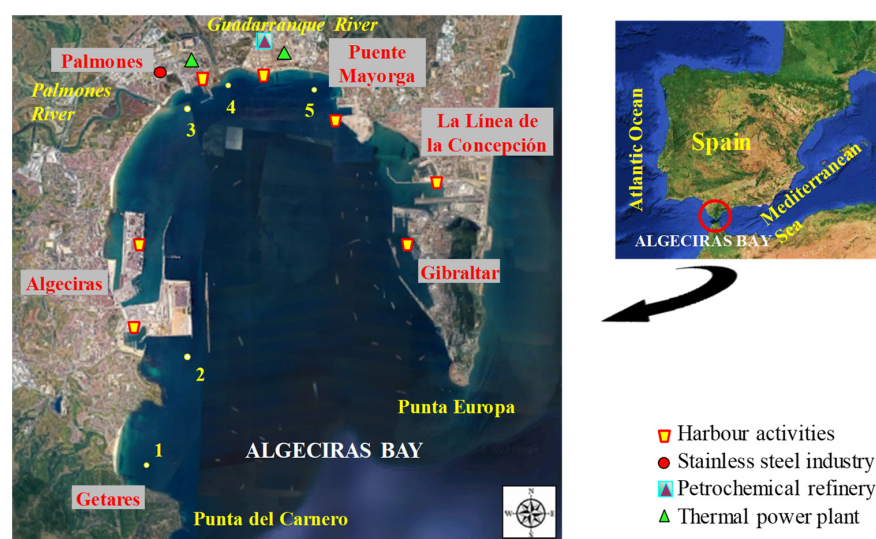 Guadarranque River
Palmones
Puente
Mayorga
Palmones
River
3
4
5
La Línea de
la Concepción
Algeciras
Gibraltar
2
Punta Europa
ALGECIRAS BAY
1
Getares
Punta del Carnero
N
W
E
S
Atlantic Ocean
Spain
Mediterranean
Sea
ALGECIRAS BAY
Harbour activities
Stainless steel industry
Petrochemical refinery
Thermal power plant